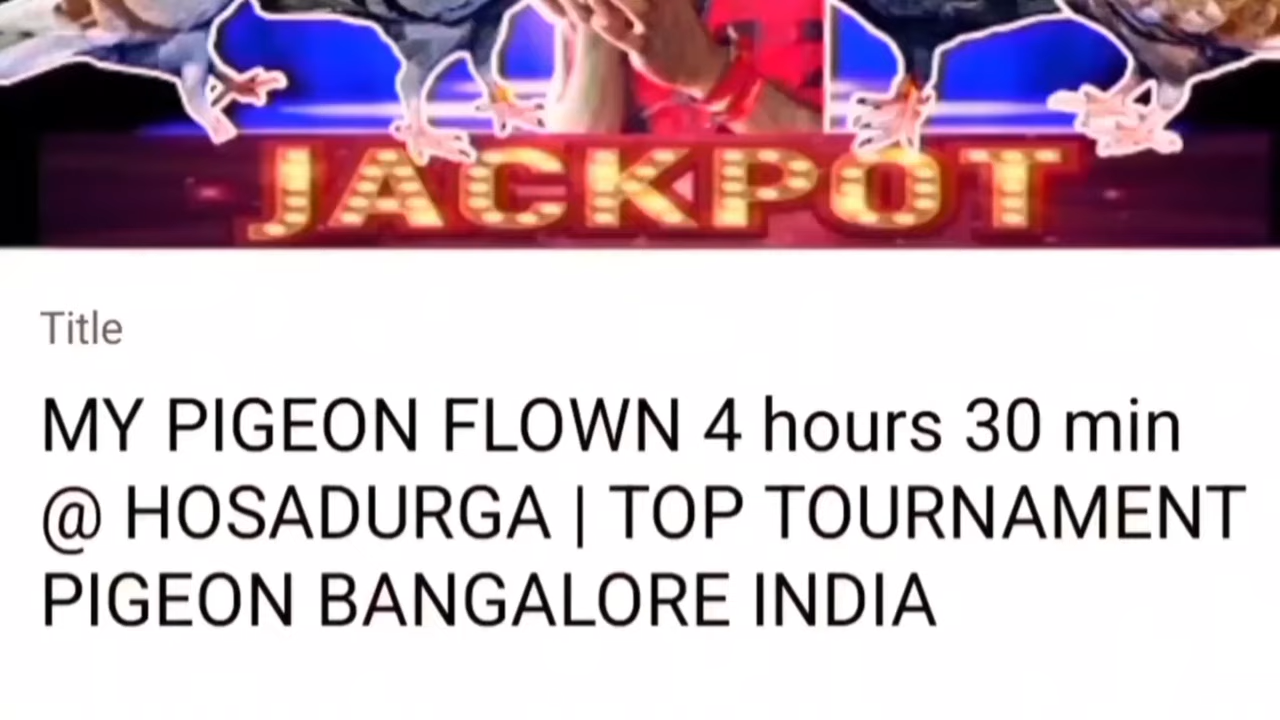 JACKPOT
Title
MY PIGEON FLOWN 4 hours 30 min
@ HOSADURGA | TOP TOURNAMENT
PIGEON BANGALORE INDIA